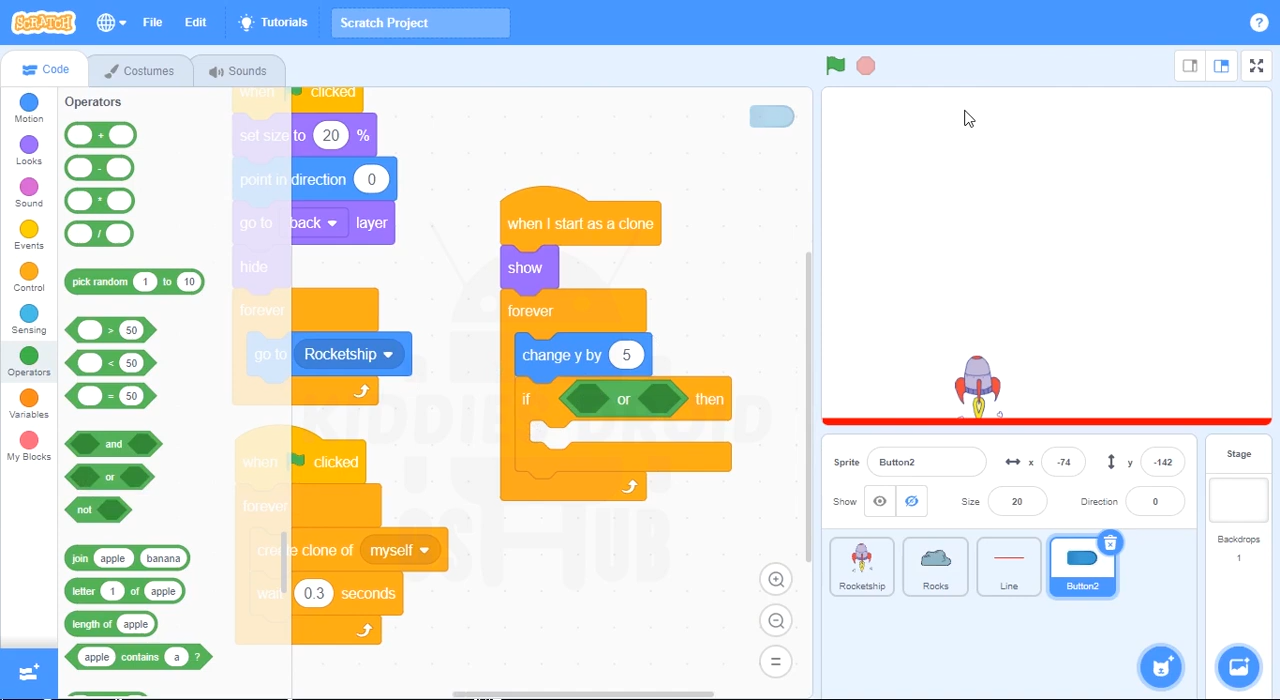 SCRATCH
File
Edit
Tutorials
Scratch Project
?
Code
Costumes
Sounds
Motion
Looks
Sound
Events
Control
Sensing
Operators
Variables
My Blocks
Operators
+
-
*
/
pick random 1 to 10
> 50
< 50
= 50
and
or
not
join apple banana
letter 1 of apple
length of apple
apple contains a ?
when clicked
set size to 20 %
point in direction 0
go to back layer
hide
forever
go to Rocketship
when clicked
forever
create clone of myself
wait 0.3 seconds
when I start as a clone
show
forever
change y by 5
if or then
Sprite Button2
x -74
y -142
Show
Size 20
Direction 0
Rocketship
Rocks
Line
Button2
Stage
Backdrops
1